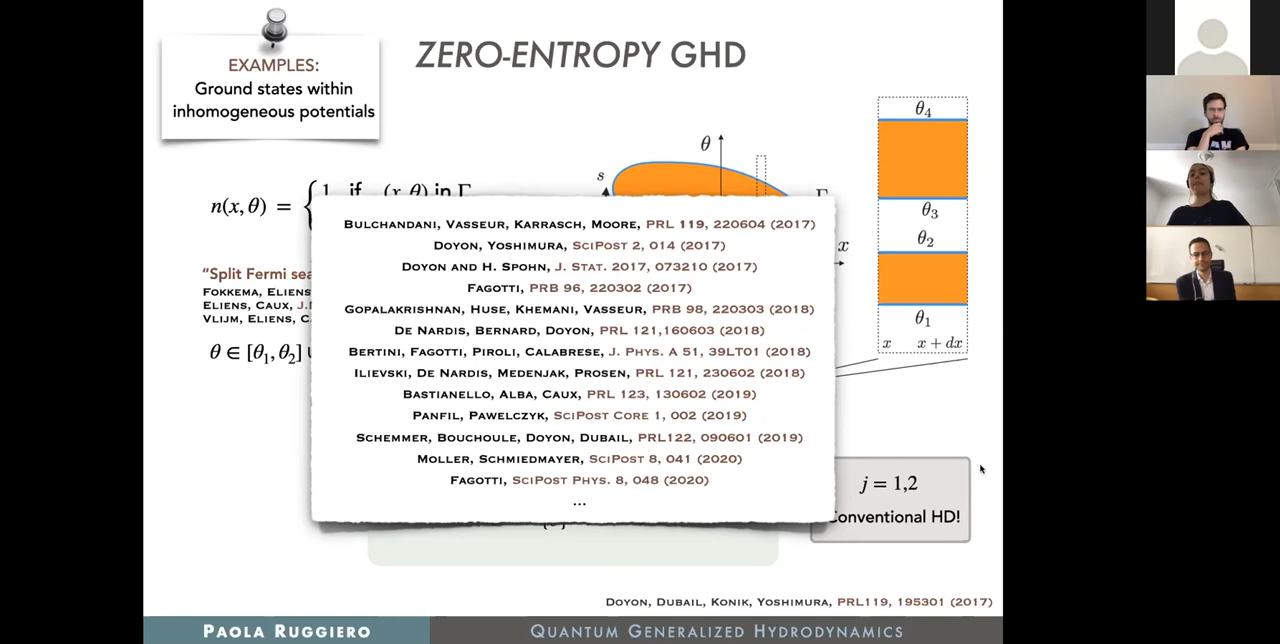 EXAMPLES:
Ground states within
inhomogeneous potentials
ZERO-ENTROPY GHD
θ
s
x
n(x, θ) = { 1 if (x, θ) in Γ
Γ
"Split Fermi sea
FOKKEMA, ELIENS
ELIENS, CAUX, J.
VLIJM, ELIENS, C
θ ∈ [θ1, θ2] ∪
BULCHANDANI, VASSEUR, KARRASCH, MOORE, PRL 119, 220604 (2017)
DOYON, YOSHIMURA, SCIPOST 2, 014 (2017)
DOYON AND H. SPOHN, J. STAT. 2017, 073210 (2017)
FAGOTTI, PRB 96, 220302 (2017)
GOPALAKRISHNAN, HUSE, KHEMANI, VASSEUR, PRB 98, 220303 (2018)
DE NARDIS, BERNARD, DOYON, PRL 121,160603 (2018)
BERTINI, FAGOTTI, PIROLI, CALABRESE, J. PHYS. A 51, 39LT01 (2018)
ILIEVSKI, DE NARDIS, MEDENJAK, PROSEN, PRL 121, 230602 (2018)
BASTIANELLO, ALBA, CAUX, PRL 123, 130602 (2019)
PANFIL, PAWELCZYK, SCIPOST CORE 1, 002 (2019)
SCHEMMER, BOUCHOULE, DOYON, DUBAIL, PRL122, 090601 (2019)
MOLLER, SCHMIEDMAYER, SCIPOST 8, 041 (2020)
FAGOTTI, SCIPOST PHYS. 8, 048 (2020)
...
θ4
θ3
θ2
θ1
x x + dx
j = 1,2
Conventional HD!
DOYON, DUBAIL, KONIK, YOSHIMURA, PRL119, 195301 (2017)
PAOLA RUGGIERO
QUANTUM GENERALIZED HYDRODYNAMICS